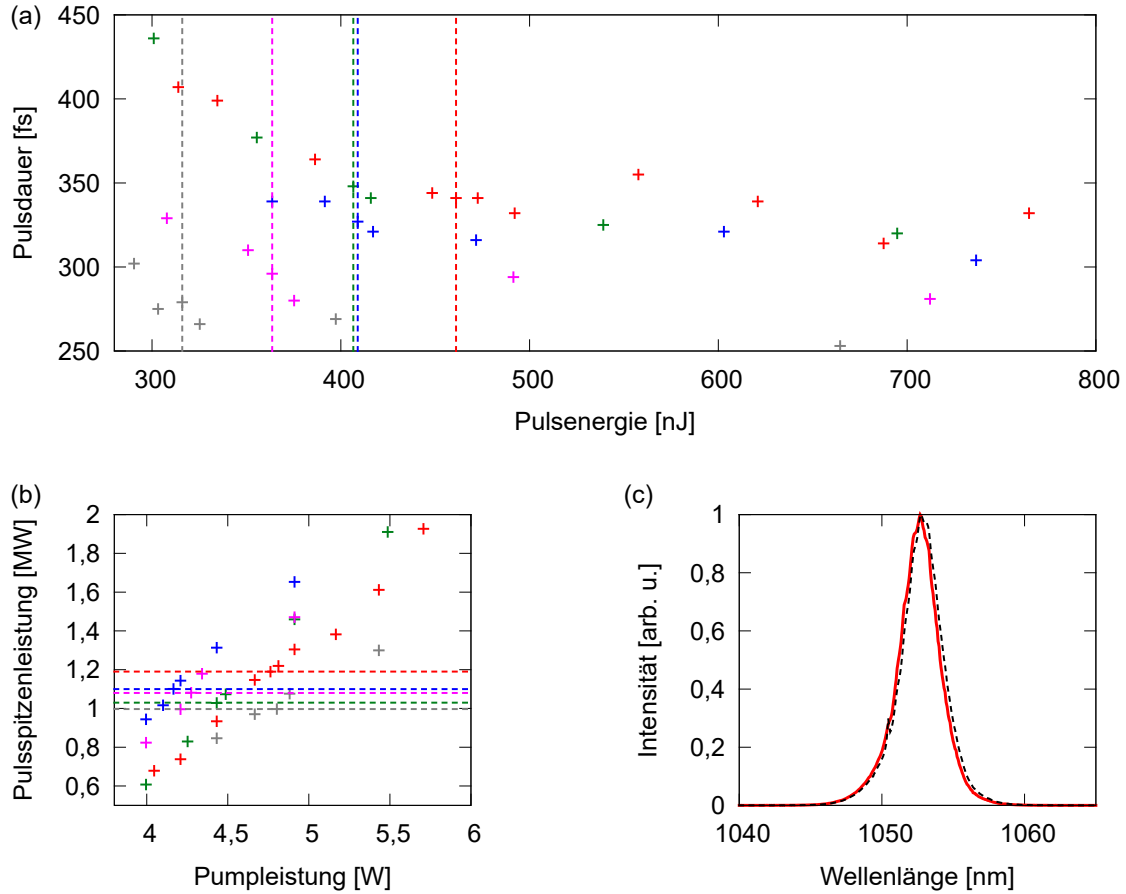 (a)
450
400
350
300
250
Pulsdauer [fs]
300 400 500 600 700 800
Pulsenergie [nJ]
(b)
2
1,8
1,6
1,4
1,2
1
0,8
0,6
Pulsspitzenleistung [MW]
4 4,5 5 5,5 6
Pumpleistung [W]
(c)
1
0,8
0,6
0,4
0,2
0
Intensität [arb. u.]
1040 1050 1060
Wellenlänge [nm]